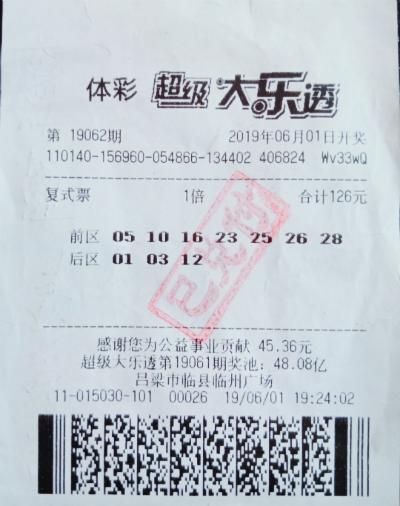 体彩 超级大乐透
第 19062期 2019年06月01日开奖
110140-156960-054866-134402 406824 Wv33wQ
复式票 1倍 合计126元
前区 05 10 16 23 25 26 28
后区 01 03 12
已兑付
感谢您为公益事业贡献 45.36元
超级大乐透第19061期奖池：48.08亿
吕梁市临县临州广场
11-015030-101 00026 19/06/01 19:24:02